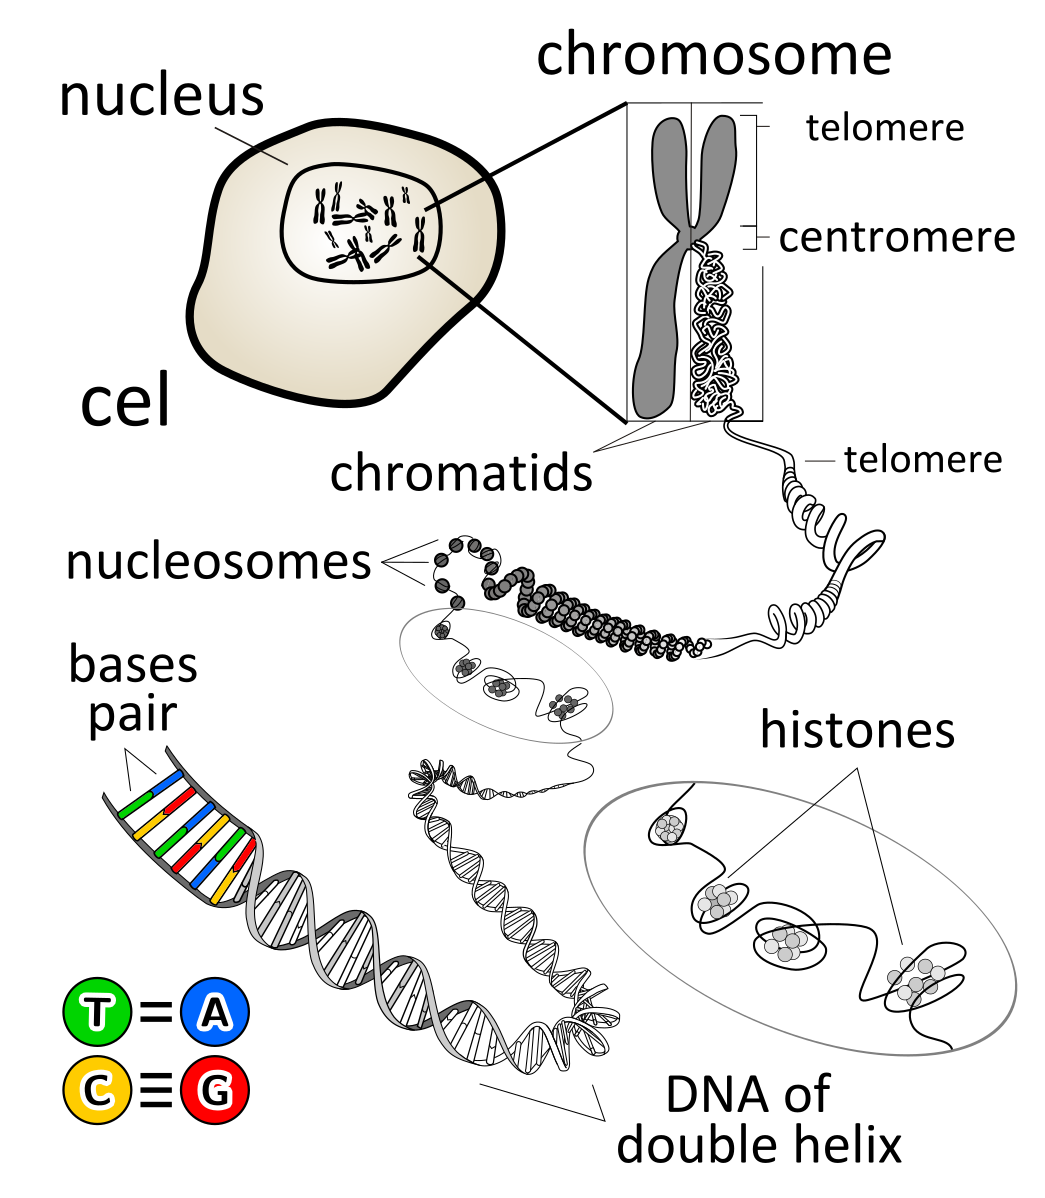 chromosome
nucleus
telomere
centromere
cel
chromatids
telomere
nucleosomes
bases
pair
histones
T = A
C ≡ G
DNA of
double helix